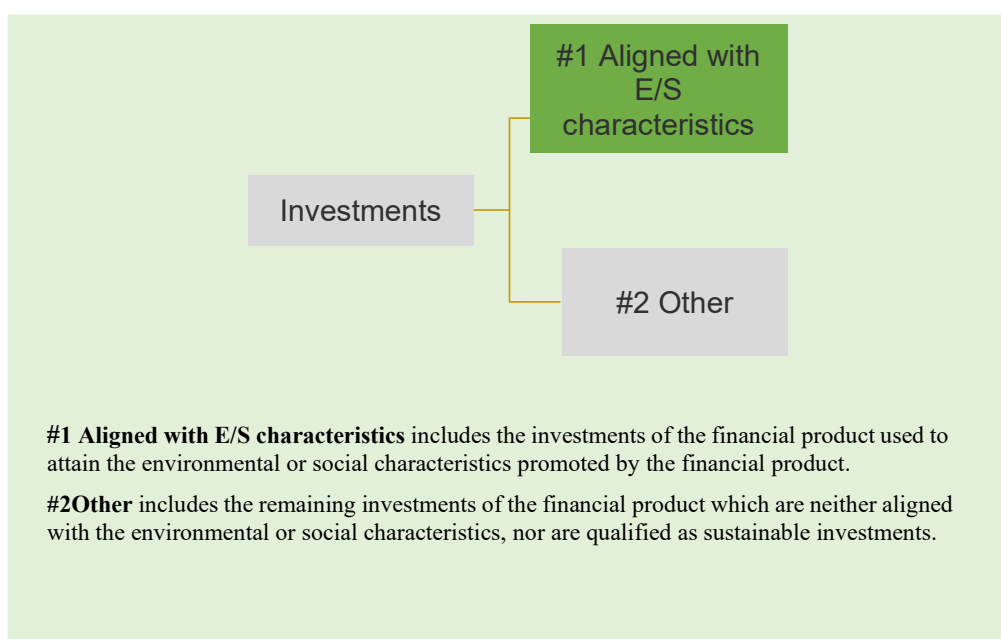 #1 Aligned with
E/S
characteristics
Investments
#2 Other
#1 Aligned with E/S characteristics includes the investments of the financial product used to
attain the environmental or social characteristics promoted by the financial product.
#2Other includes the remaining investments of the financial product which are neither aligned
with the environmental or social characteristics, nor are qualified as sustainable investments.